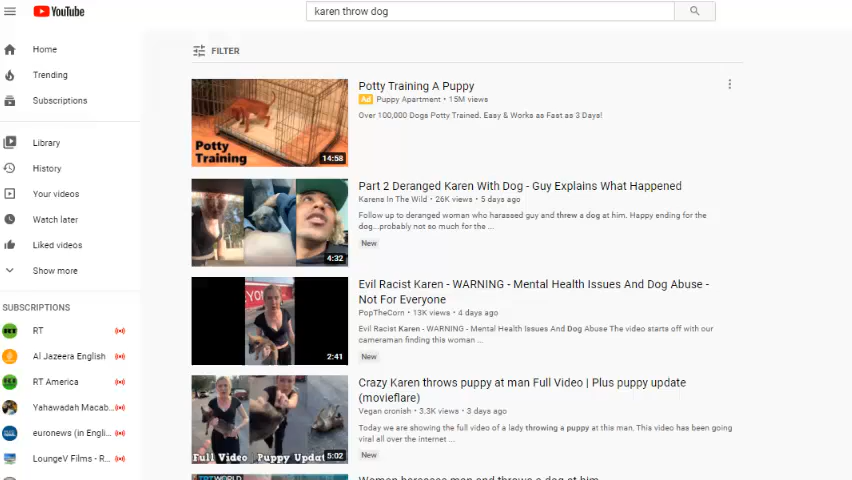 YouTube
karen throw dog
Home
Trending
Subscriptions
Library
History
Your videos
Watch later
Liked videos
Show more
SUBSCRIPTIONS
RT
Al Jazeera English
RT America
Yahawadah Macab...
euronews (in Engli...
LoungeV Films - R...
FILTER
Potty
Training
14:58
Potty Training A Puppy
Ad Puppy Apartment • 15M views
Over 100,000 Dogs Potty Trained. Easy & Works as Fast as 3 Days!
4:32
Part 2 Deranged Karen With Dog - Guy Explains What Happened
Karens In The Wild • 26K views • 5 days ago
Follow up to deranged woman who harassed guy and threw a dog at him. Happy ending for the
dog...probably not so much for the ...
New
2:41
Evil Racist Karen - WARNING - Mental Health Issues And Dog Abuse -
Not For Everyone
PopTheCorn • 13K views • 4 days ago
Evil Racist Karen - WARNING - Mental Health Issues And Dog Abuse The video starts off with our
cameraman finding this woman ...
New
Full Video , Puppy Updat
5:02
Crazy Karen throws puppy at man Full Video | Plus puppy update
(movieflare)
Vegan cronish • 3.3K views • 3 days ago
Today we are showing the full video of a lady throwing a puppy at this man. This video has been going
viral all over the internet ...
New
TRT WORLD
Woman harasses man and throws a dog at him